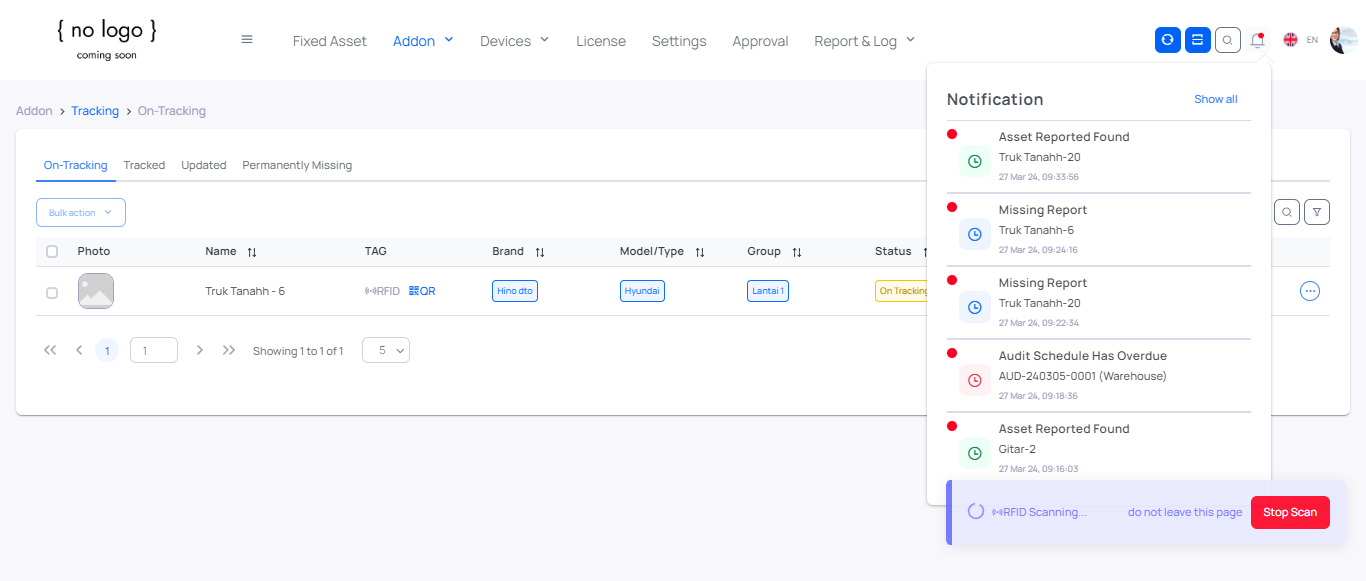 { no logo }
coming soon
Fixed Asset
Addon
Devices
License
Settings
Approval
Report & Log
EN
Addon > Tracking > On-Tracking
On-Tracking
Tracked
Updated
Permanently Missing
Bulk action
Photo
Name
TAG
Brand
Model/Type
Group
Status
Truk Tanahh - 6
RFID
QR
Hino dto
Hyundai
Lantai 1
On Tracking
1
1
Showing 1 to 1 of 1
5
Notification
Show all
Asset Reported Found
Truk Tanahh-20
27 Mar 24, 09:33:56
Missing Report
Truk Tanahh-6
27 Mar 24, 09:24:16
Missing Report
Truk Tanahh-20
27 Mar 24, 09:22:34
Audit Schedule Has Overdue
AUD-240305-0001 (Warehouse)
27 Mar 24, 09:18:36
Asset Reported Found
Gitar-2
27 Mar 24, 09:16:03
RFID Scanning...
do not leave this page
Stop Scan